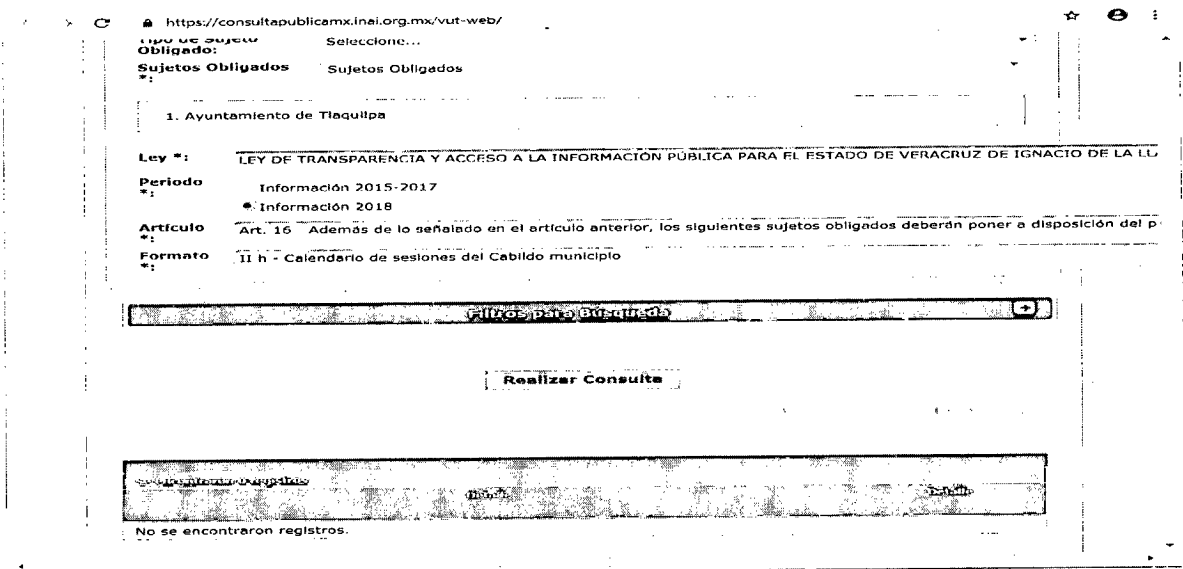 https://consultapublicamx.inai.org.mx/vut-web/
Tipo de Sujeto Obligado: Seleccione...
Sujetos Obligados *: Sujetos Obligados
1. Ayuntamiento de Tlaquilpa
Ley *: LEY DE TRANSPARENCIA Y ACCESO A LA INFORMACIÓN PÚBLICA PARA EL ESTADO DE VERACRUZ DE IGNACIO DE LA LL
Periodo *: Información 2015-2017
Información 2018
Artículo *: Art. 16 Además de lo señalado en el artículo anterior, los siguientes sujetos obligados deberán poner a disposición del p
Formato *: II h - Calendario de sesiones del Cabildo municipio
Filtros para Búsqueda
Realizar Consulta
Detalle
No se encontraron registros.